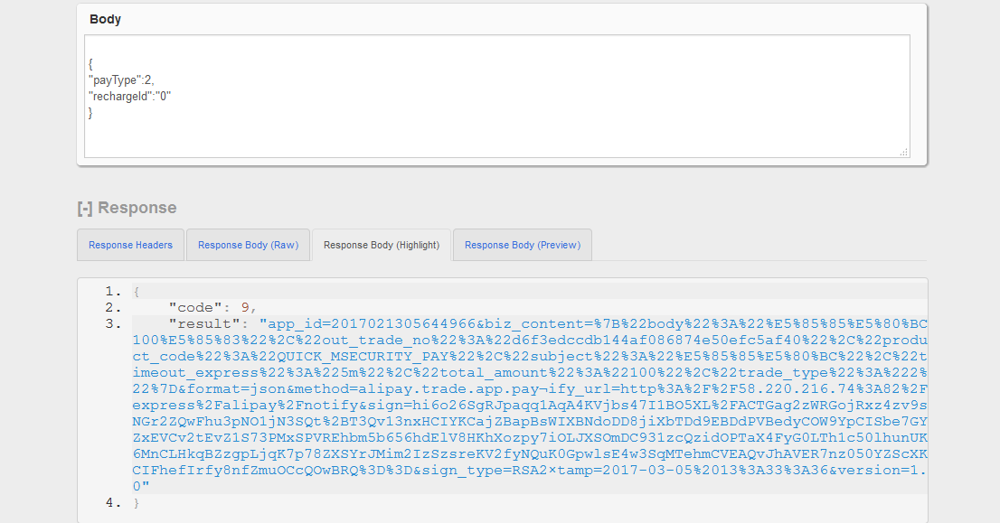 Body
{
"payType":2,
"rechargeId":"0"
}
[-] Response
Response Headers
Response Body (Raw)
Response Body (Highlight)
Response Body (Preview)
1. {
2. "code": 9,
3. "result": "app_id=2017021305644966&biz_content=%7B%22body%22%3A%22%E5%85%85%E5%80%BC
100%E5%85%83%22%2C%22out_trade_no%22%3A%22d6f3edccdb144af086874e50efc5af40%22%2C%22produ
ct_code%22%3A%22QUICK_MSECURITY_PAY%22%2C%22subject%22%3A%22%E5%85%85%E5%80%BC%22%2C%22t
imeout_express%22%3A%225m%22%2C%22total_amount%22%3A%22100%22%2C%22trade_type%22%3A%222%
22%7D&format=json&method=alipay.trade.app.pay¬ify_url=http%3A%2F%2F58.220.216.74%3A82%2F
express%2Falipay%2Fnotify&sign=hi6o26SgRJpaqq1AqA4KVjbs47I1BO5XL%2FACTGag2zWRGojRxz4zv9s
NGr2ZQwFhu3pNO1jN3SQt%2BT3Qv13nxHCIYKCajZBapBsWIXBNdoDD8jiXbTDd9EBDdPVBedyCOW9YpCISbe7GY
ZxEVCv2tEvZ1S73PMxSPVREhbm5b656hdElV8HKhXozpy7iOLJXSOmDC931zcQzidOPTaX4FyG0LTh1c50lhunUK
6MnCLHkqBZzgpLjqK7p78ZXSYrJMim2IzSzsreKV2fyNQuK0GpwlsE4w3SqMTehmCVEAQvJhAVER7nz050YZScXK
CIFhefIrfy8nfZmuOCcQOwBRQ%3D%3D&sign_type=RSA2×tamp=2017-03-05%2013%3A33%3A36&version=1.
0"
4. }